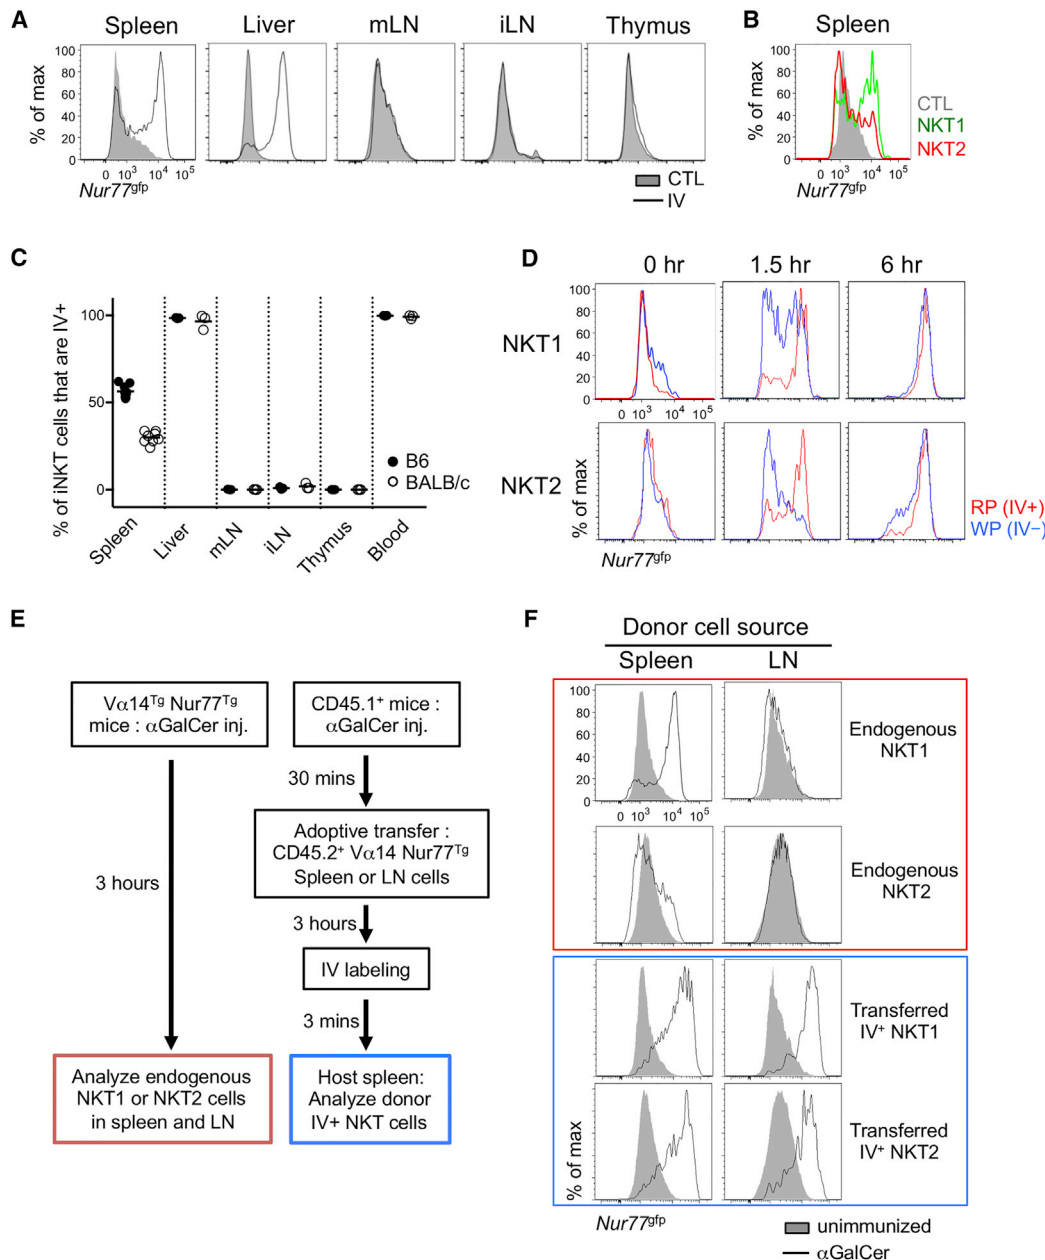 A
Spleen
Liver
mLN
iLN
Thymus
% of max
100
80
60
40
20
0
0 10³ 10⁴ 10⁵
Nur77gfp
CTL
IV
B
Spleen
% of max
100
80
60
40
20
0
0 10³ 10⁴ 10⁵
Nur77gfp
CTL
NKT1
NKT2
C
% of iNKT cells that are IV+
100
50
0
B6
BALB/c
Spleen
Liver
mLN
iLN
Thymus
Blood
D
0 hr
1.5 hr
6 hr
NKT1
100
80
60
40
20
0
0 10³ 10⁴ 10⁵
NKT2
% of max
Nur77gfp
RP (IV+)
WP (IV−)
E
Vα14Tg Nur77Tg
mice : αGalCer inj.
3 hours
Analyze endogenous
NKT1 or NKT2 cells
in spleen and LN
CD45.1+ mice :
αGalCer inj.
30 mins
Adoptive transfer :
CD45.2+ Vα14 Nur77Tg
Spleen or LN cells
3 hours
IV labeling
3 mins
Host spleen:
Analyze donor
IV+ NKT cells
F
Donor cell source
Spleen
LN
100
80
60
40
20
0
0 10³ 10⁴ 10⁵
Endogenous
NKT1
Endogenous
NKT2
Transferred
IV+ NKT1
Transferred
IV+ NKT2
% of max
Nur77gfp
unimmunized
αGalCer